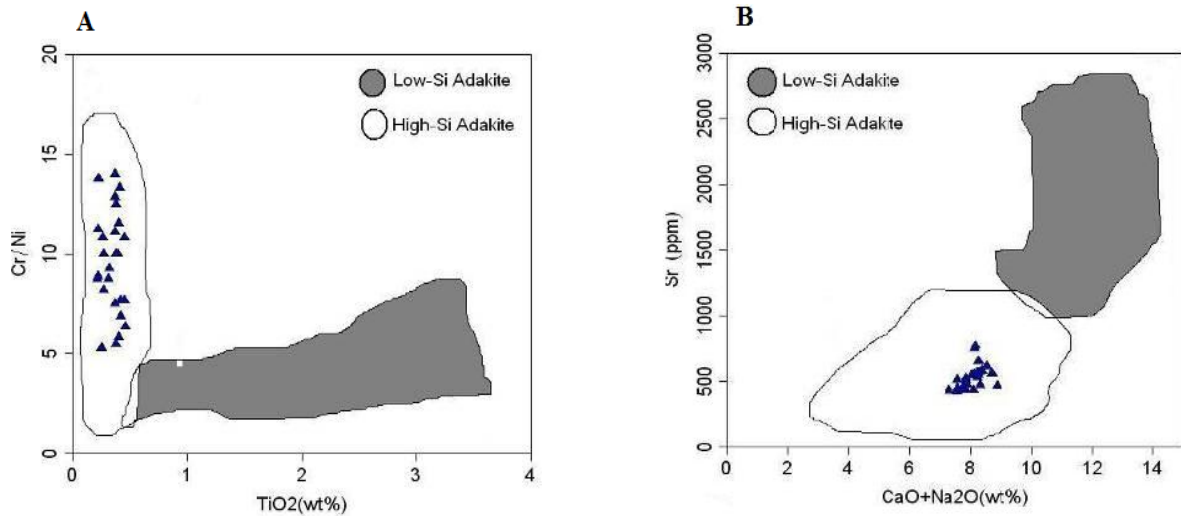 A
20
15
10
5
0
Cr/Ni
Low-Si Adakite
High-Si Adakite
0 1 2 3 4
TiO2(wt%)
B
3000
2500
2000
1500
1000
500
0
Sr (ppm)
Low-Si Adakite
High-Si Adakite
0 2 4 6 8 10 12 14
CaO+Na2O(wt%)